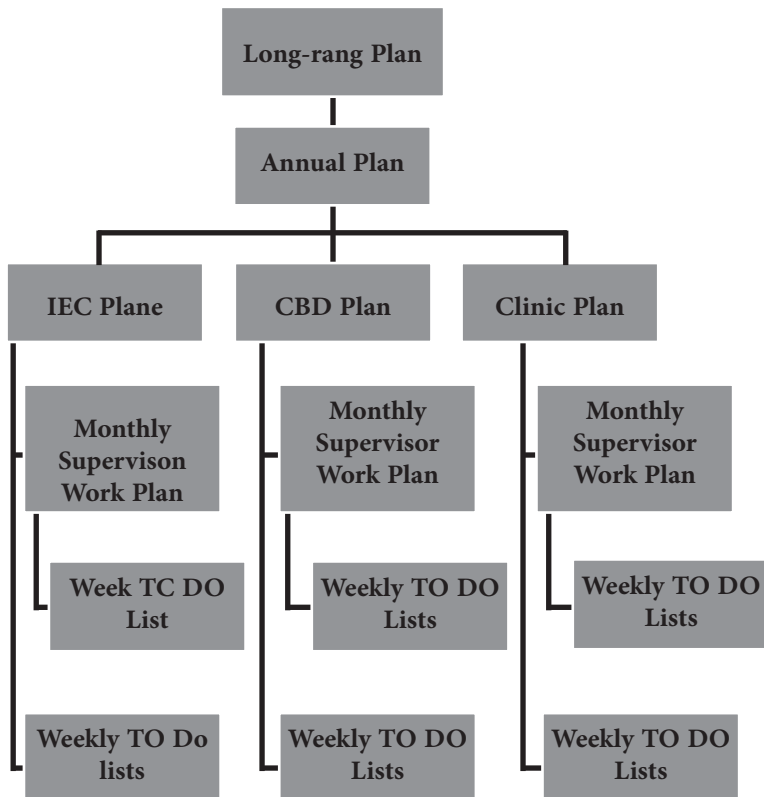 Long-rang Plan
Annual Plan
IEC Plane
CBD Plan
Clinic Plan
Monthly
Supervison
Work Plan
Monthly
Supervisor
Work Plan
Monthly
Supervisor
Work Plan
Week TC DO
List
Weekly TO DO
Lists
Weekly TO DO
Lists
Weekly TO Do
lists
Weekly TO DO
Lists
Weekly TO DO
Lists